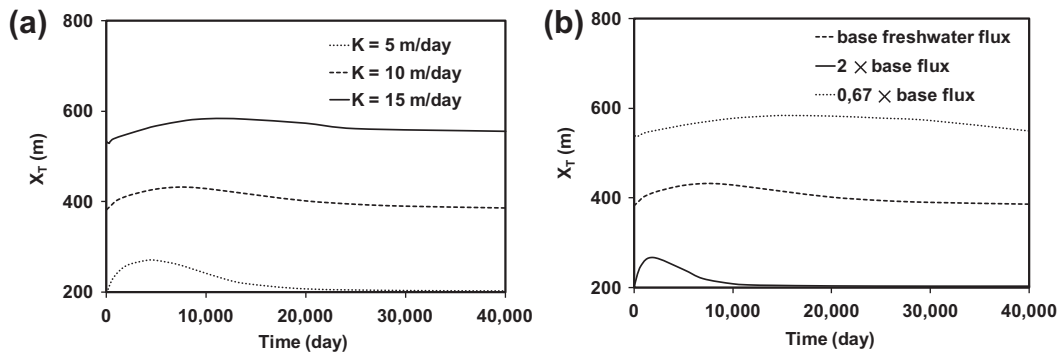 (a)
800
600
400
200
X_T (m)
K = 5 m/day
K = 10 m/day
K = 15 m/day
0 10,000 20,000 30,000 40,000
Time (day)
(b)
800
600
400
200
X_T (m)
base freshwater flux
2 × base flux
0,67 × base flux
0 10,000 20,000 30,000 40,000
Time (day)